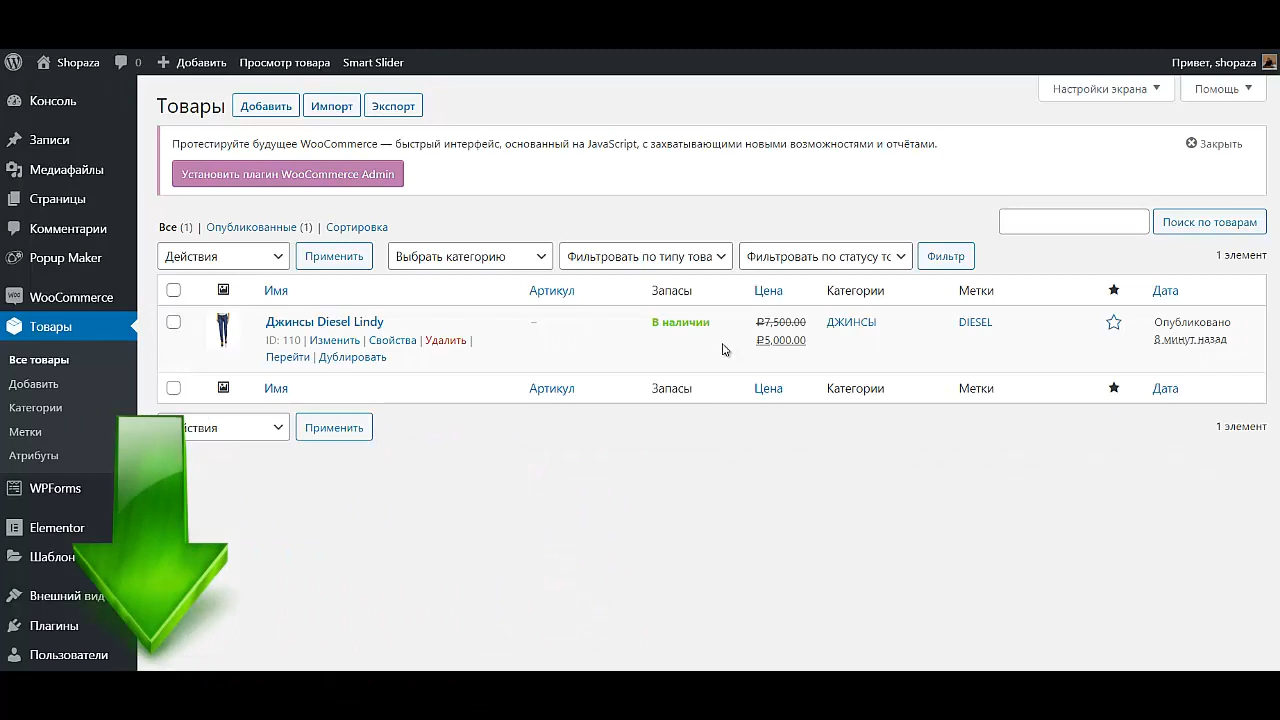 Shopaza 0 Добавить Просмотр товара Smart Slider Привет, shopaza
Консоль
Записи
Медиафайлы
Страницы
Комментарии
Popup Maker
WooCommerce
Товары
Все товары
Добавить
Категории
Метки
Атрибуты
WPForms
Elementor
Шаблон
Внешний вид
Плагины
Пользователи
Настройки экрана Помощь
Товары Добавить Импорт Экспорт
Протестируйте будущее WooCommerce — быстрый интерфейс, основанный на JavaScript, с захватывающими новыми возможностями и отчётами. Закрыть
Установить плагин WooCommerce Admin
Все (1) | Опубликованные (1) | Сортировка Поиск по товарам
Действия Применить Выбрать категорию Фильтровать по типу това Фильтровать по статусу то Фильтр 1 элемент
Имя Артикул Запасы Цена Категории Метки Дата
Джинсы Diesel Lindy – В наличии ₽7,500.00 ДЖИНСЫ DIESEL Опубликовано
ID: 110 | Изменить | Свойства | Удалить | ₽5,000.00 8 минут назад
Перейти | Дублировать
Имя Артикул Запасы Цена Категории Метки Дата
йствия Применить 1 элемент